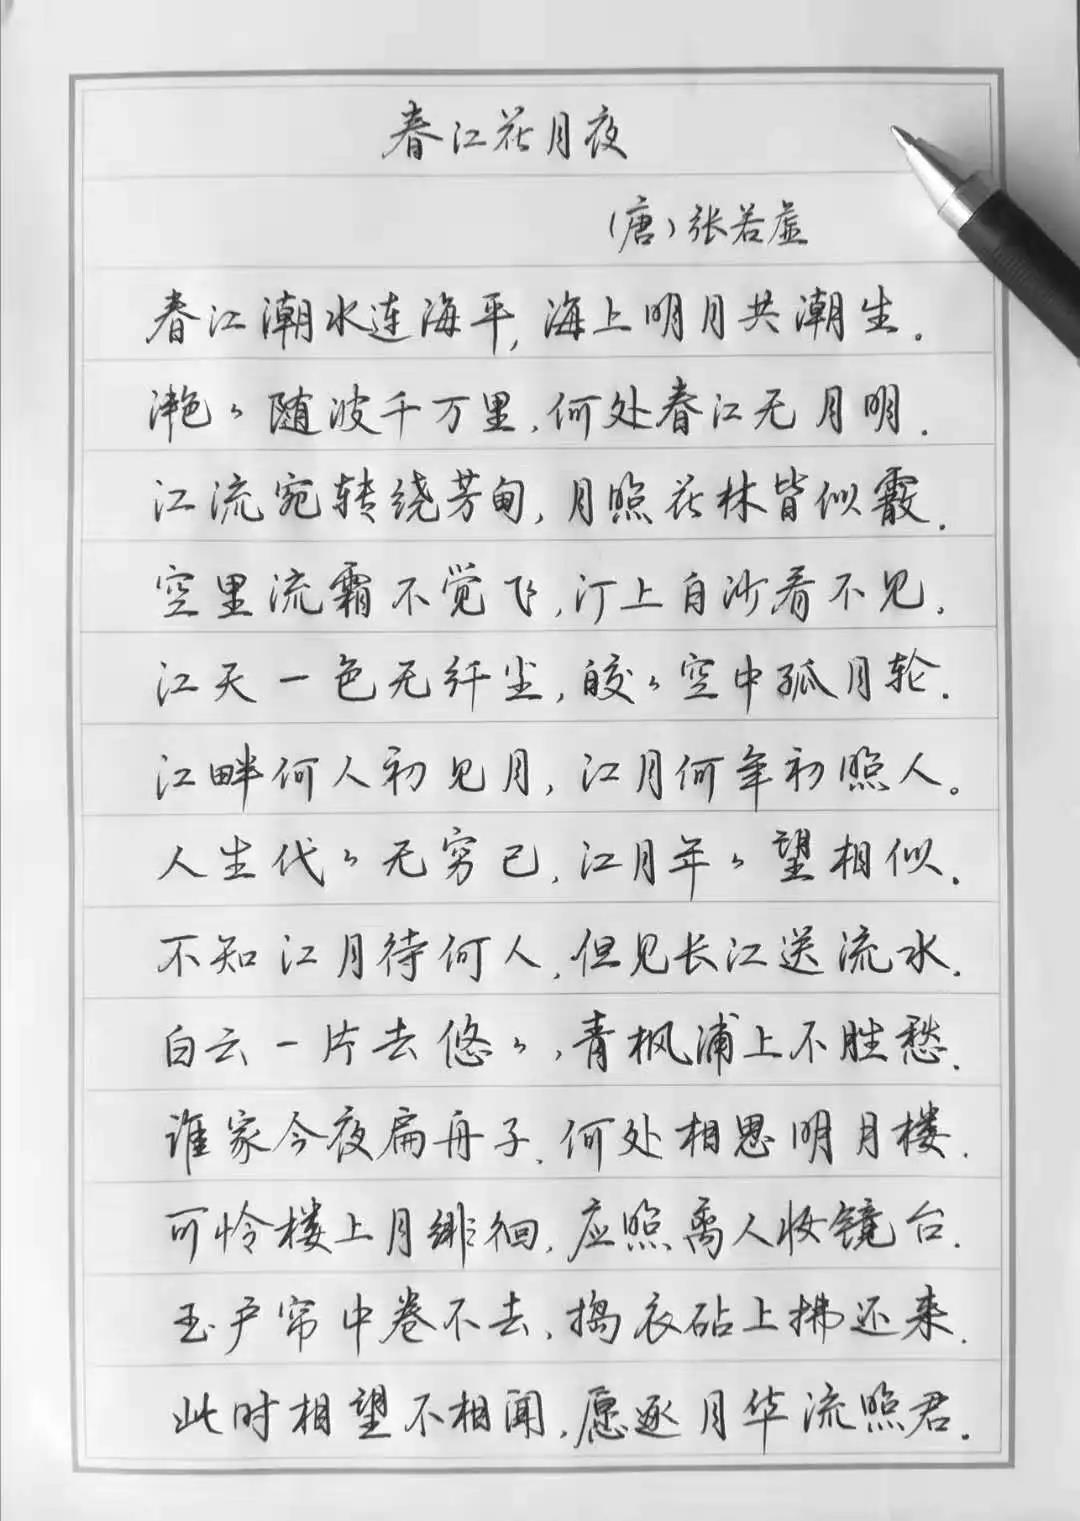 春江花月夜
(唐)张若虚
春江潮水连海平,海上明月共潮生.
滟々随波千万里,何处春江无月明.
江流宛转绕芳甸,月照花林皆似霰.
空里流霜不觉飞,汀上白沙看不见.
江天一色无纤尘,皎々空中孤月轮.
江畔何人初见月,江月何年初照人。
人生代々无穷已,江月年々望相似.
不知江月待何人,但见长江送流水.
白云一片去悠々,青枫浦上不胜愁.
谁家今夜扁舟子,何处相思明月楼.
可怜楼上月徘徊,应照离人妆镜台.
玉户帘中卷不去,捣衣砧上拂还来.
此时相望不相闻,愿逐月华流照君.